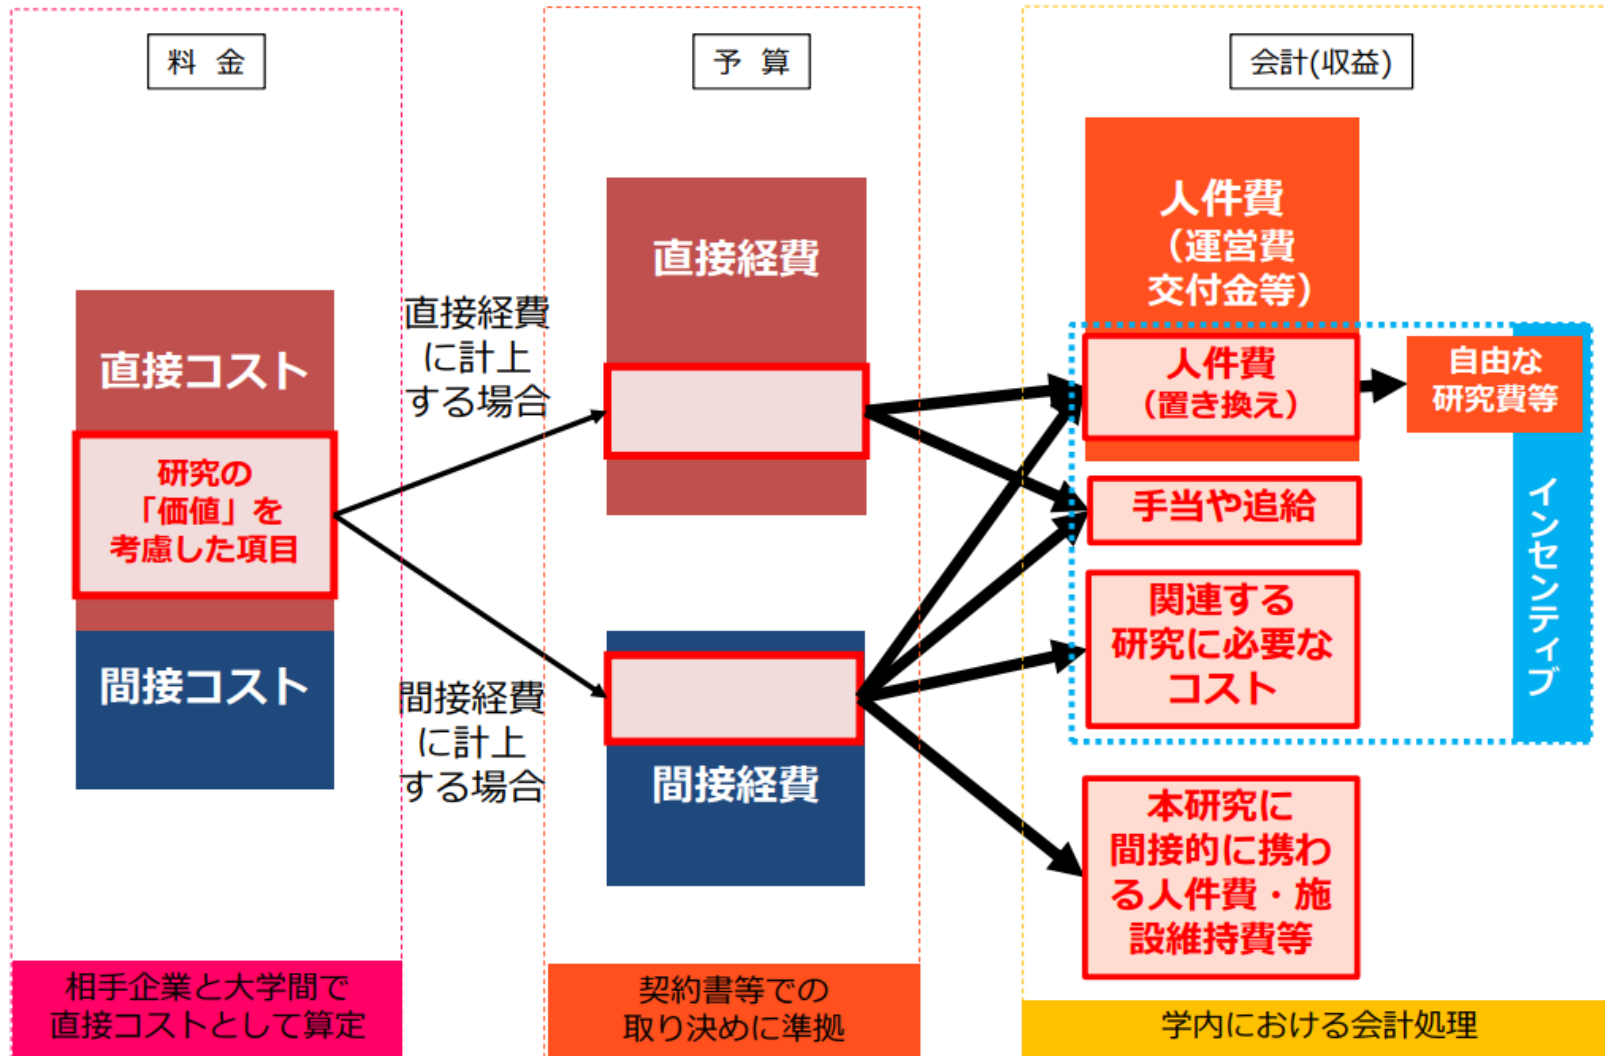 料 金
直接コスト
研究の
「価値」を
考慮した項目
間接コスト
相手企業と大学間で
直接コストとして算定
直接経費
に計上
する場合
間接経費
に計上
する場合
予 算
直接経費
間接経費
契約書等での
取り決めに準拠
会計(収益)
人件費
（運営費
交付金等）
人件費
（置き換え）
自由な
研究費等
手当や追給
関連する
研究に必要な
コスト
インセンティブ
本研究に
間接的に携わ
る人件費・施
設維持費等
学内における会計処理